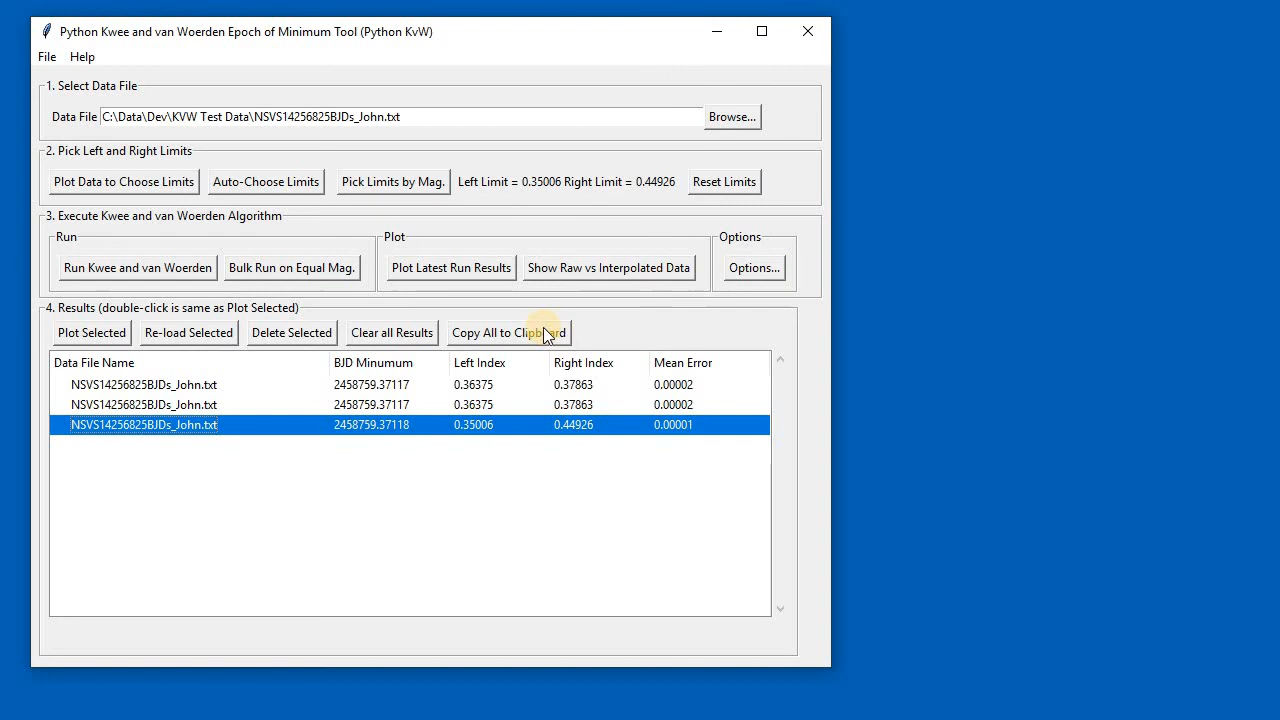 Python Kwee and van Woerden Epoch of Minimum Tool (Python KvW)
File Help
1. Select Data File
Data File C:\Data\Dev\KVW Test Data\NSVS14256825BJDs_John.txt Browse...
2. Pick Left and Right Limits
Plot Data to Choose Limits Auto-Choose Limits Pick Limits by Mag. Left Limit = 0.35006 Right Limit = 0.44926 Reset Limits
3. Execute Kwee and van Woerden Algorithm
Run Plot Options
Run Kwee and van Woerden Bulk Run on Equal Mag. Plot Latest Run Results Show Raw vs Interpolated Data Options...
4. Results (double-click is same as Plot Selected)
Plot Selected Re-load Selected Delete Selected Clear all Results Copy All to Clipboard
Data File Name BJD Minumum Left Index Right Index Mean Error
NSVS14256825BJDs_John.txt 2458759.37117 0.36375 0.37863 0.00002
NSVS14256825BJDs_John.txt 2458759.37117 0.36375 0.37863 0.00002
NSVS14256825BJDs_John.txt 2458759.37118 0.35006 0.44926 0.00001